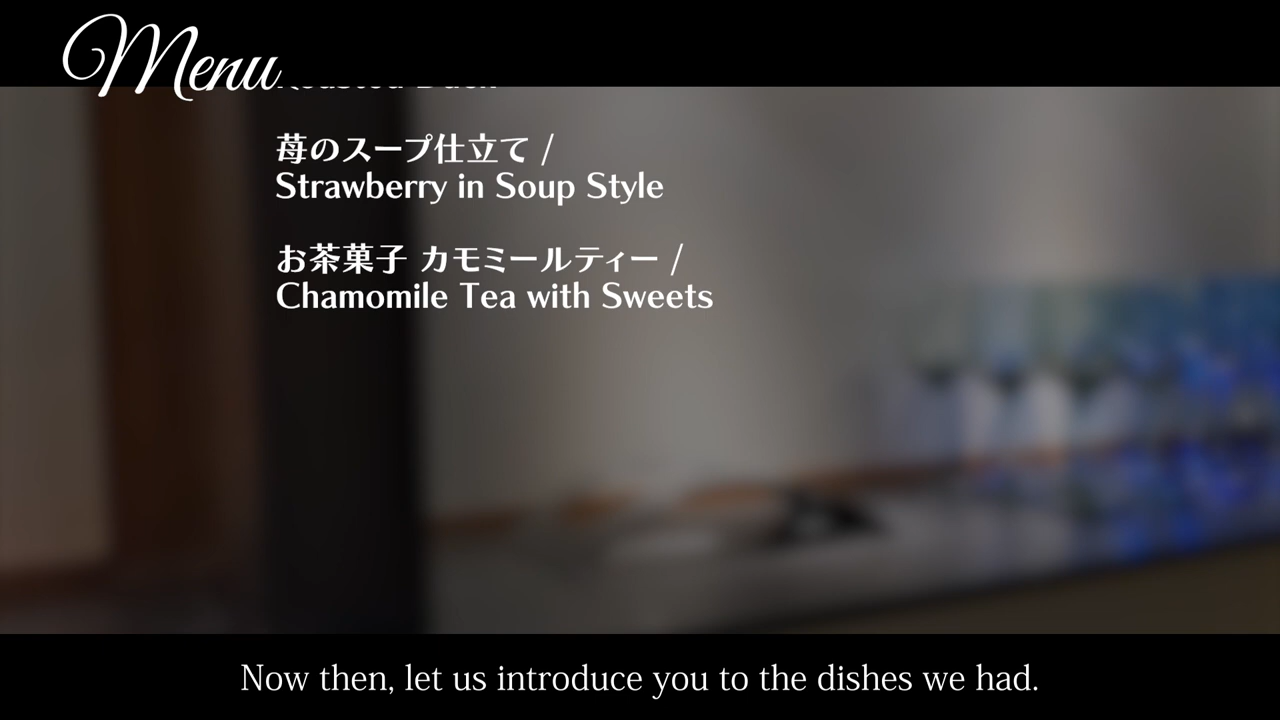 Menu
苺のスープ仕立て /
Strawberry in Soup Style
お茶菓子 カモミールティー /
Chamomile Tea with Sweets
Now then, let us introduce you to the dishes we had.